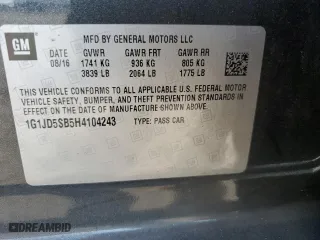 GM
MFD BY GENERAL MOTORS LLC
08/16 GVWR GAWR FRT GAWR RR
1741 KG 936 KG 805 KG
3839 LB 2064 LB 1775 LB
THIS VEHICLE CONFORMS TO ALL APPLICABLE U.S. FEDERAL MOTOR
VEHICLE SAFETY, BUMPER, AND THEFT PREVENTION STANDARDS IN
EFFECT ON THE DATE OF MANUFACTURE SHOWN ABOVE.
1G1JD5SB5H4104243 TYPE: PASS CAR